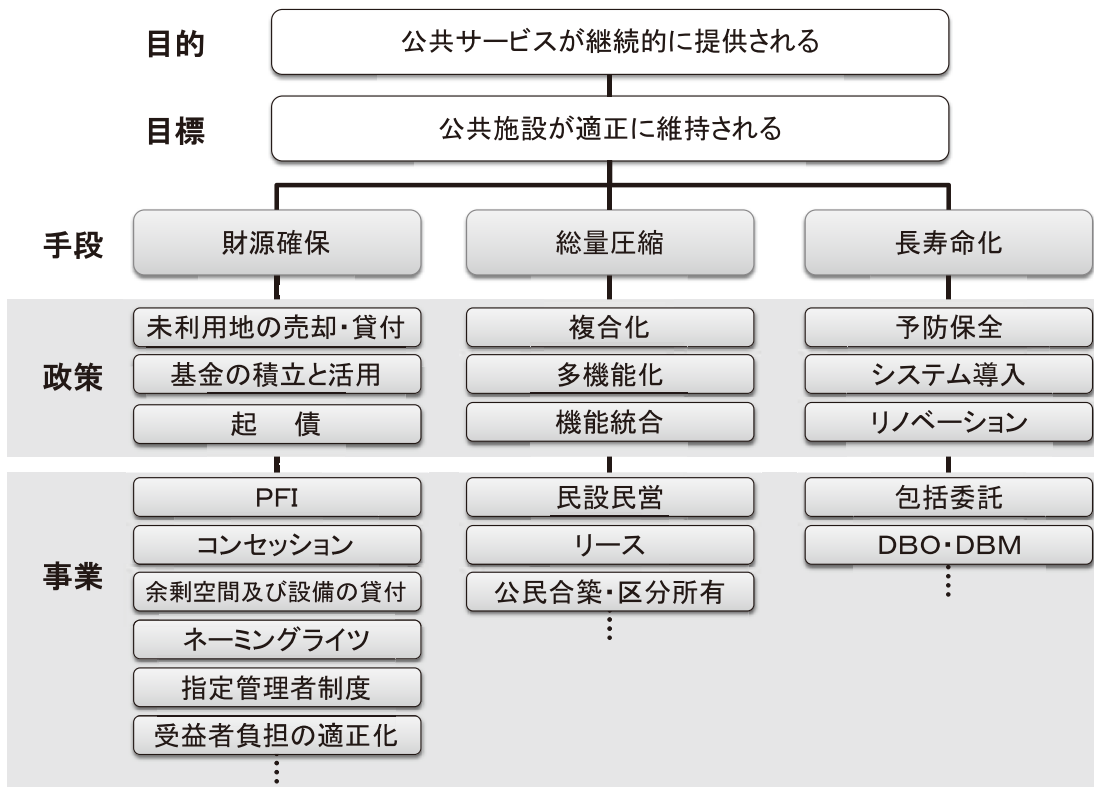 目的
公共サービスが継続的に提供される
目標
公共施設が適正に維持される
手段
財源確保
総量圧縮
長寿命化
政策
未利用地の売却・貸付
基金の積立と活用
起　債
複合化
多機能化
機能統合
予防保全
システム導入
リノベーション
事業
PFI
コンセッション
余剰空間及び設備の貸付
ネーミングライツ
指定管理者制度
受益者負担の適正化
民設民営
リース
公民合築・区分所有
包括委託
DBO・DBM